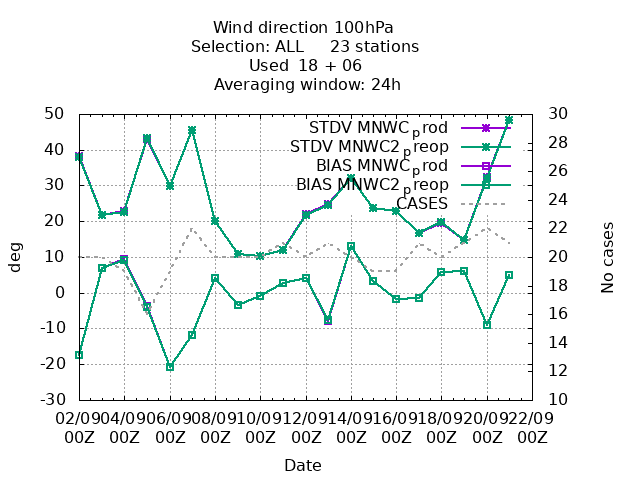 Wind direction 100hPa
Selection: ALL 23 stations
Used 18 + 06
Averaging window: 24h
STDV MNWC_prod
STDV MNWC2_preop
BIAS MNWC_prod
BIAS MNWC2_preop
CASES
50
40
30
20
10
0
-10
-20
-30
deg
30
28
26
24
22
20
18
16
14
12
10
No cases
02/09 04/09 06/09 08/09 10/09 12/09 14/09 16/09 18/09 20/09 22/09
00Z 00Z 00Z 00Z 00Z 00Z 00Z 00Z 00Z 00Z 00Z
Date